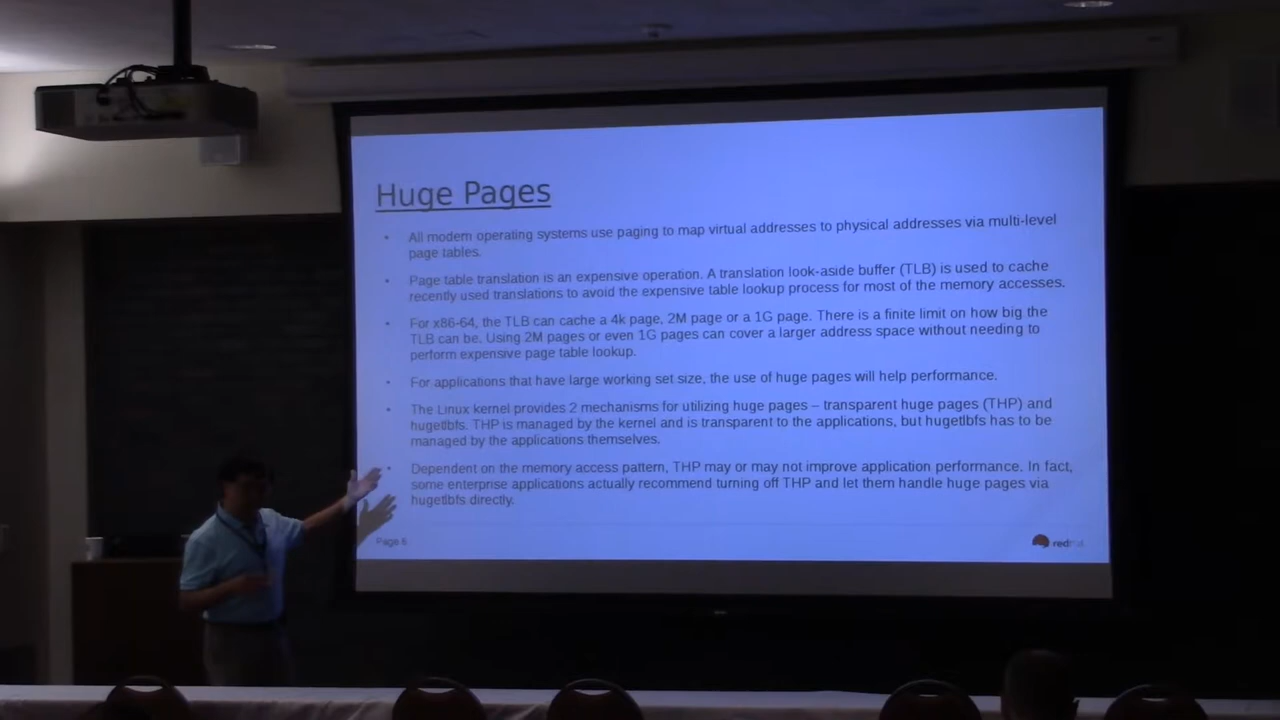 Huge Pages
• All modern operating systems use paging to map virtual addresses to physical addresses via multi-level
page tables.
• Page table translation is an expensive operation. A translation look-aside buffer (TLB) is used to cache
recently used translations to avoid the expensive table lookup process for most of the memory accesses.
• For x86-64, the TLB can cache a 4k page, 2M page or a 1G page. There is a finite limit on how big the
TLB can be. Using 2M pages or even 1G pages can cover a larger address space without needing to
perform expensive page table lookup.
• For applications that have large working set size, the use of huge pages will help performance.
• The Linux kernel provides 2 mechanisms for utilizing huge pages – transparent huge pages (THP) and
hugetlbfs. THP is managed by the kernel and is transparent to the applications, but hugetlbfs has to be
managed by the applications themselves.
• Dependent on the memory access pattern, THP may or may not improve application performance. In fact,
some enterprise applications actually recommend turning off THP and let them handle huge pages via
hugetlbfs directly.
Page 6
redhat